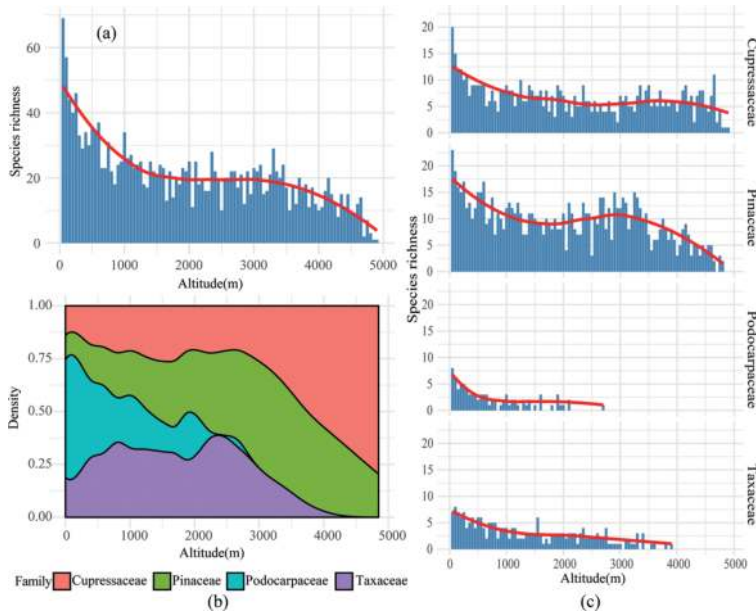 (a)
Species richness
60
40
20
0
0 1000 2000 3000 4000 5000
Altitude(m)
1.00
0.75
0.50
0.25
0.00
Density
0 1000 2000 3000 4000 5000
Altitude(m)
Family Cupressaceae Pinaceae Podocarpaceae Taxaceae
(b)
20
15
10
5
0
Cupressaceae
20
15
10
5
0
Pinaceae
Species richness
20
15
10
5
0
Podocarpaceae
20
15
10
5
0
Taxaceae
0 1000 2000 3000 4000 5000
Altitude(m)
(c)